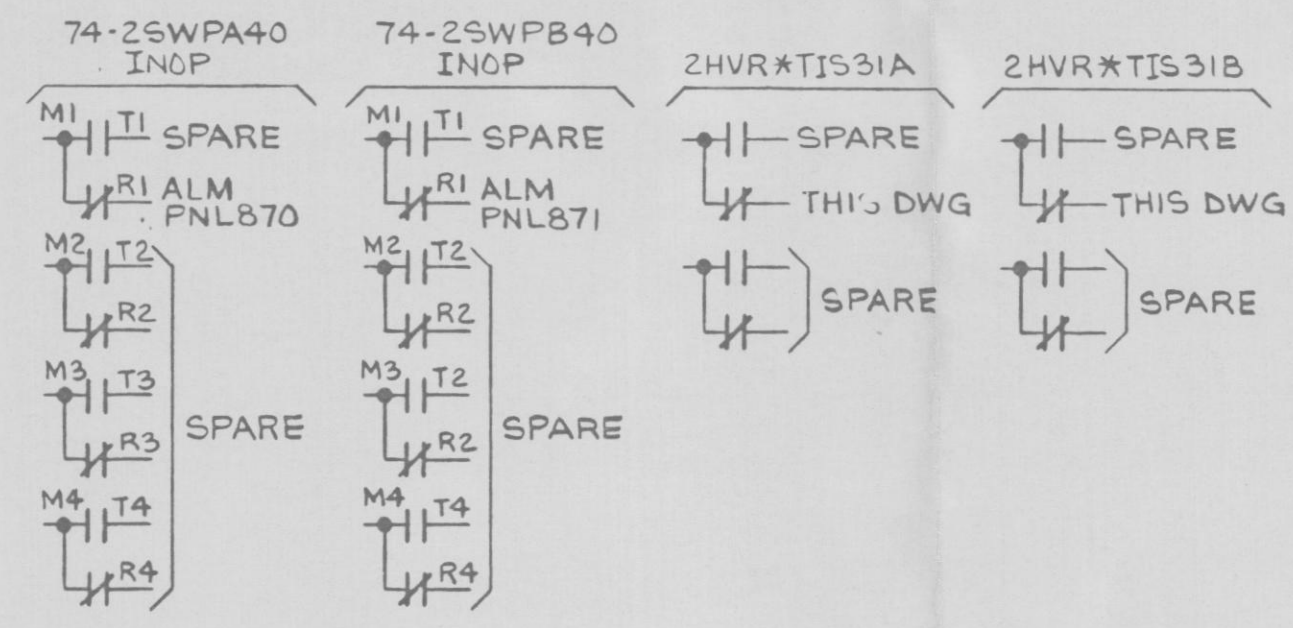 74-2SWPA40
INOP
M1 T1 SPARE
R1 ALM
PNL870
M2 T2
R2
M3 T3
R3
SPARE
M4 T4
R4
74-2SWPB40
INOP
M1 T1 SPARE
R1 ALM
PNL871
M2 T2
R2
M3 T2
R2
SPARE
M4 T4
R4
2HVR*TIS31A
SPARE
THIS DWG
SPARE
2HVR*TIS31B
SPARE
THIS DWG
SPARE